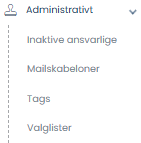 Administrativt
Inaktive ansvarlige
Mailskabeloner
Tags
Valglister